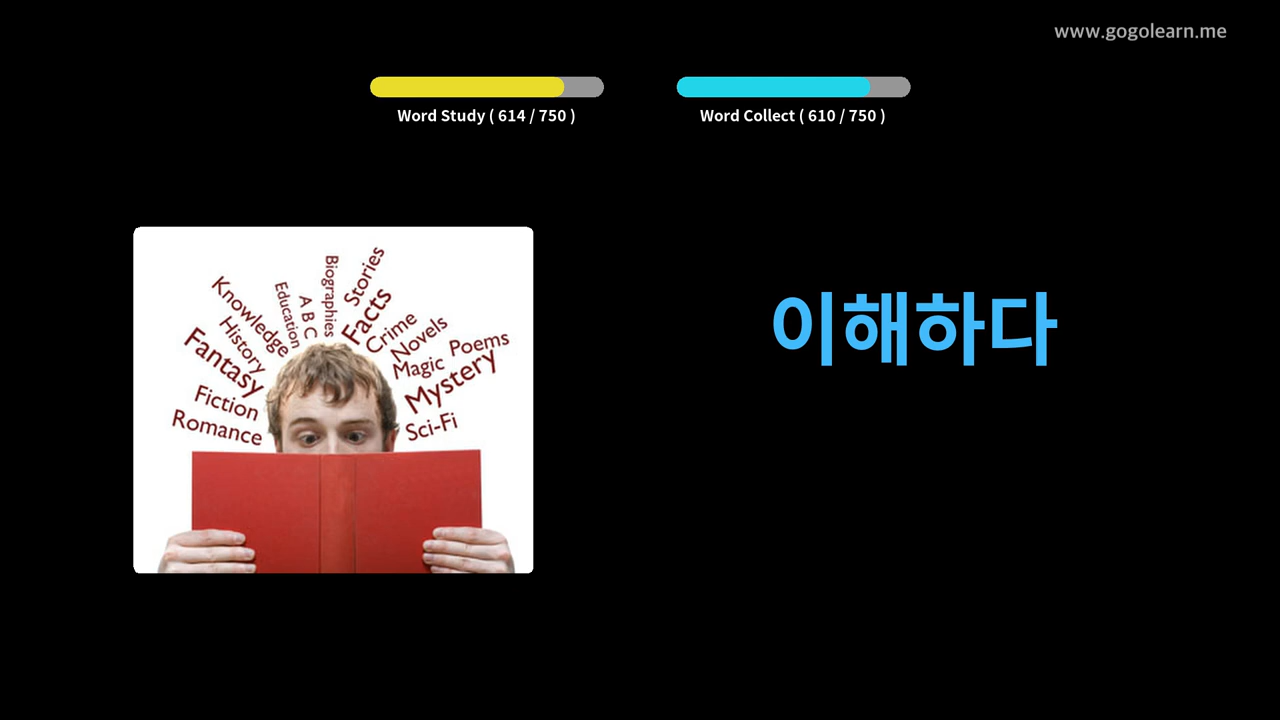 www.gogolearn.me
Word Study ( 614 / 750 )
Word Collect ( 610 / 750 )
이해하다
Knowledge
History
Fantasy
Fiction
Romance
Education
A B C
Biographies
Stories
Facts
Crime
Novels
Magic
Poems
Mystery
Sci-Fi